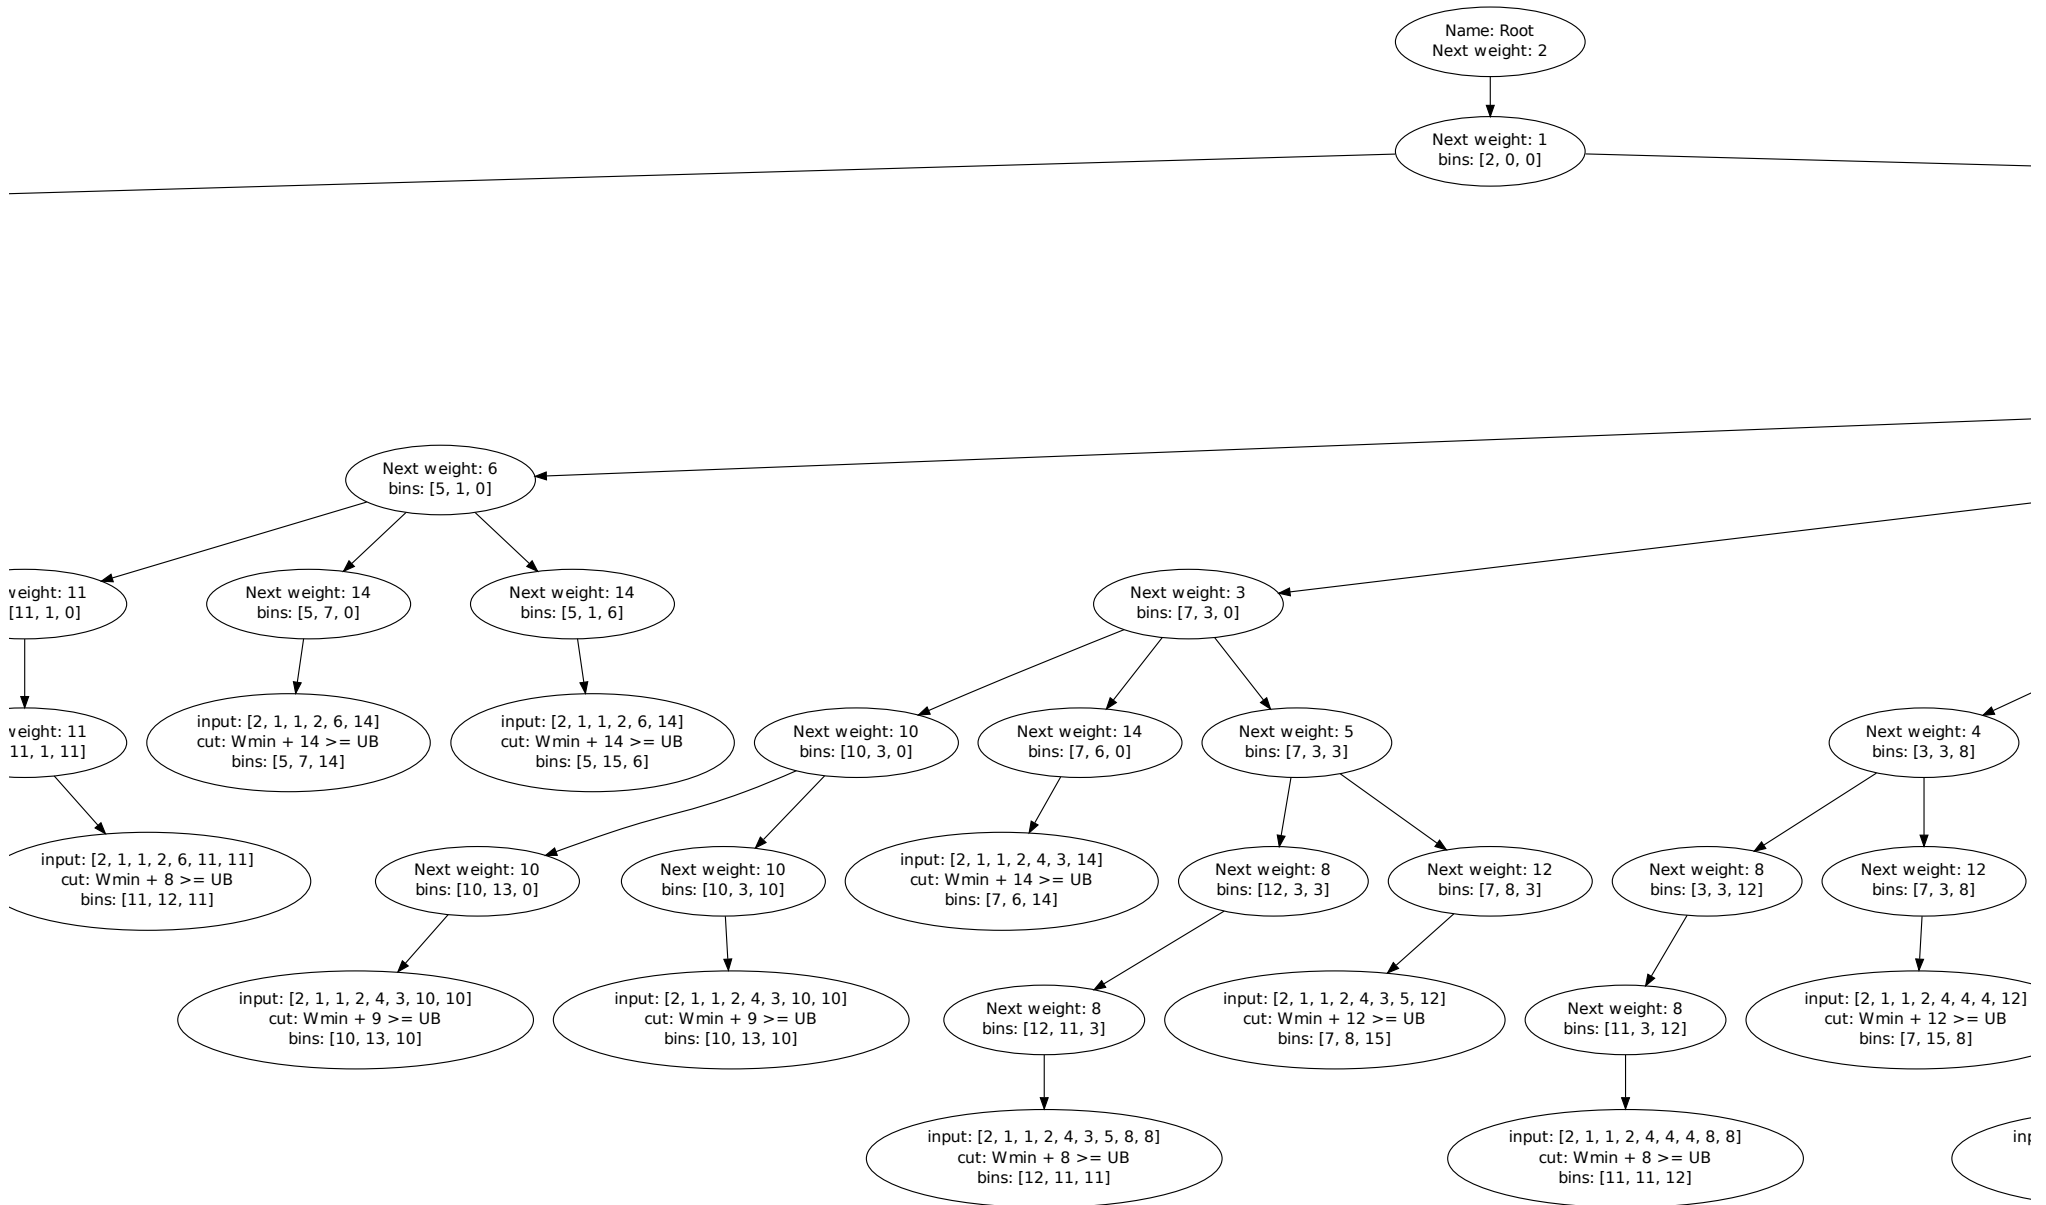 Name: Root
Next weight: 2
Next weight: 1
bins: [2, 0, 0]
Next weight: 6
bins: [5, 1, 0]
weight: 11
[11, 1, 0]
Next weight: 14
bins: [5, 7, 0]
Next weight: 14
bins: [5, 1, 6]
Next weight: 3
bins: [7, 3, 0]
weight: 11
11, 1, 11]
input: [2, 1, 1, 2, 6, 14]
cut: Wmin + 14 >= UB
bins: [5, 7, 14]
input: [2, 1, 1, 2, 6, 14]
cut: Wmin + 14 >= UB
bins: [5, 15, 6]
Next weight: 10
bins: [10, 3, 0]
Next weight: 14
bins: [7, 6, 0]
Next weight: 5
bins: [7, 3, 3]
Next weight: 4
bins: [3, 3, 8]
input: [2, 1, 1, 2, 6, 11, 11]
cut: Wmin + 8 >= UB
bins: [11, 12, 11]
Next weight: 10
bins: [10, 13, 0]
Next weight: 10
bins: [10, 3, 10]
input: [2, 1, 1, 2, 4, 3, 14]
cut: Wmin + 14 >= UB
bins: [7, 6, 14]
Next weight: 8
bins: [12, 3, 3]
Next weight: 12
bins: [7, 8, 3]
Next weight: 8
bins: [3, 3, 12]
Next weight: 12
bins: [7, 3, 8]
input: [2, 1, 1, 2, 4, 3, 10, 10]
cut: Wmin + 9 >= UB
bins: [10, 13, 10]
input: [2, 1, 1, 2, 4, 3, 10, 10]
cut: Wmin + 9 >= UB
bins: [10, 13, 10]
Next weight: 8
bins: [12, 11, 3]
input: [2, 1, 1, 2, 4, 3, 5, 12]
cut: Wmin + 12 >= UB
bins: [7, 8, 15]
Next weight: 8
bins: [11, 3, 12]
input: [2, 1, 1, 2, 4, 4, 4, 12]
cut: Wmin + 12 >= UB
bins: [7, 15, 8]
input: [2, 1, 1, 2, 4, 3, 5, 8, 8]
cut: Wmin + 8 >= UB
bins: [12, 11, 11]
input: [2, 1, 1, 2, 4, 4, 4, 8, 8]
cut: Wmin + 8 >= UB
bins: [11, 11, 12]